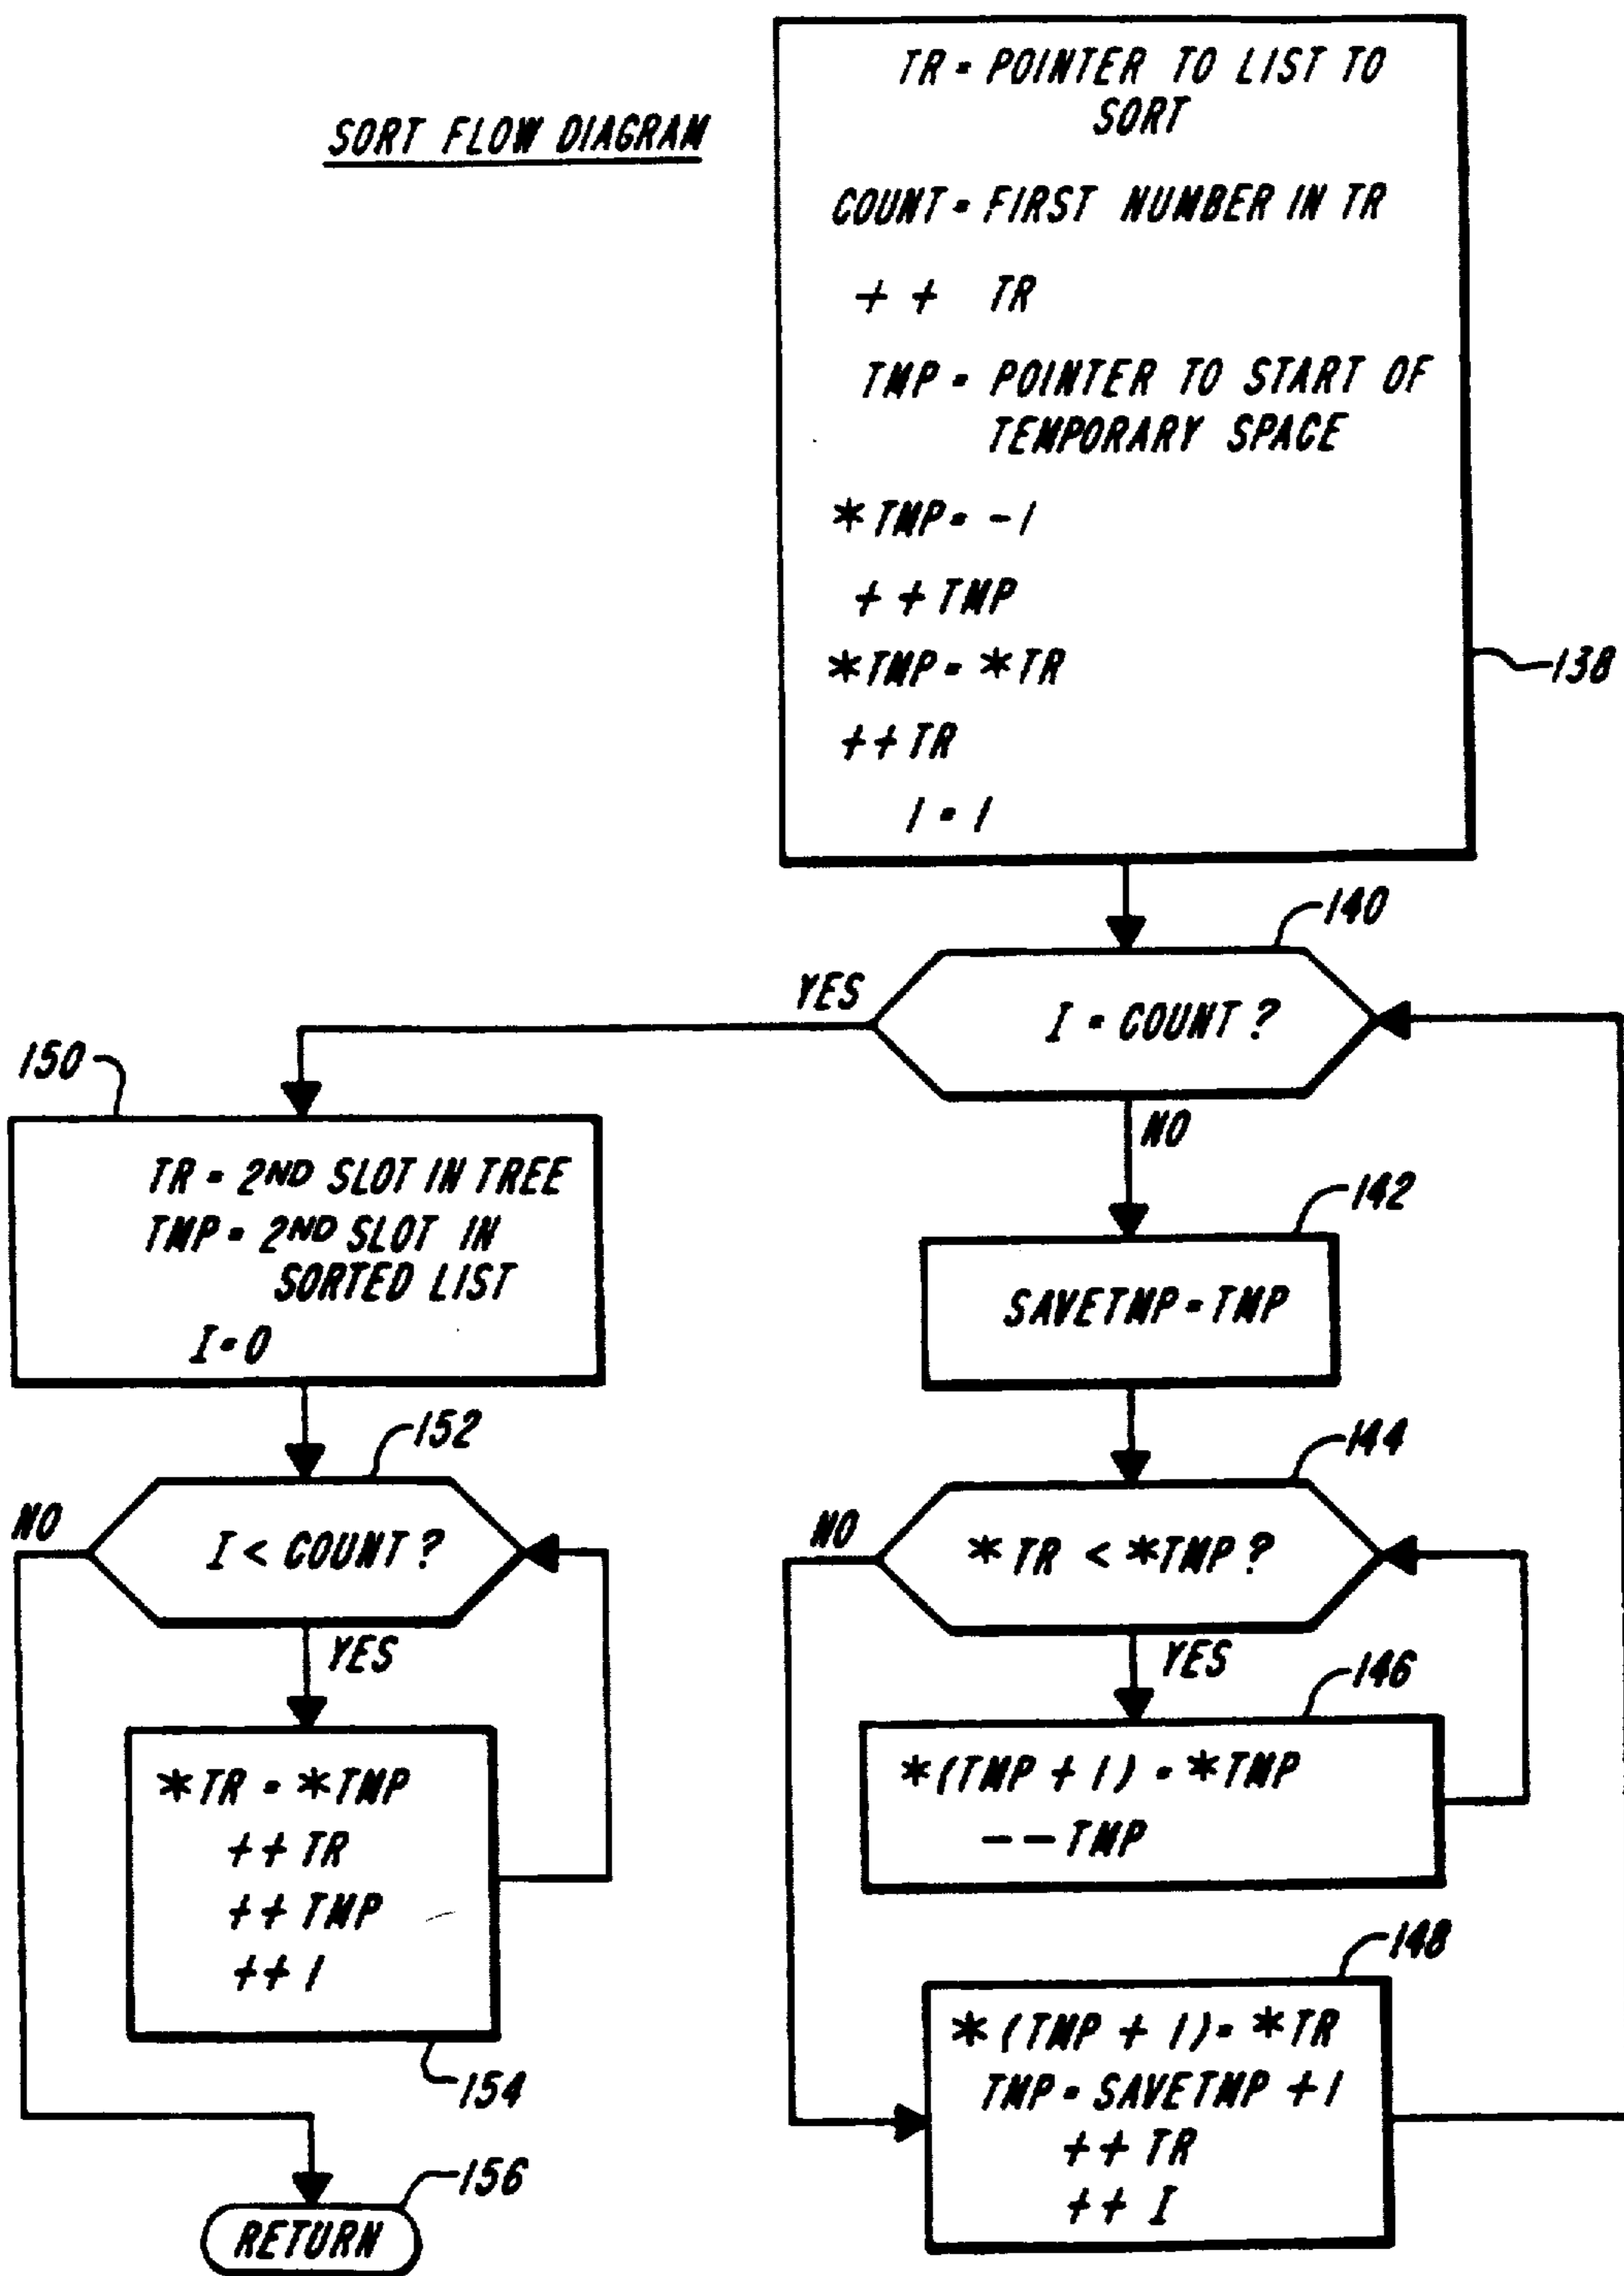 SORT FLOW DIAGRAM
TR = POINTER TO LIST TO
SORT
COUNT = FIRST NUMBER IN TR
+ + TR
TMP = POINTER TO START OF
TEMPORARY SPACE
*TMP = -1
++TMP
*TMP = *TR
++TR
I = 1
138
140
I = COUNT?
YES
NO
150
TR = 2ND SLOT IN TREE
TMP = 2ND SLOT IN
SORTED LIST
I=0
142
SAVETMP = TMP
152
I < COUNT?
NO
YES
144
*TR < *TMP?
NO
YES
146
*(TMP + 1) = *TMP
--TMP
*TR = *TMP
++TR
++TMP
++I
154
148
*(TMP + 1) = *TR
TMP = SAVETMP +1
++TR
++ I
156
RETURN